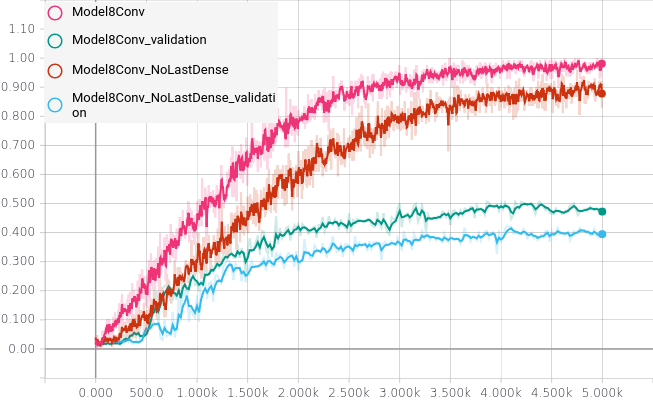 Model8Conv
Model8Conv_validation
Model8Conv_NoLastDense
Model8Conv_NoLastDense_validati
on
1.10
1.00
0.900
0.800
0.700
0.600
0.500
0.400
0.300
0.200
0.100
0.00
0.000 500.0 1.000k 1.500k 2.000k 2.500k 3.000k 3.500k 4.000k 4.500k 5.000k